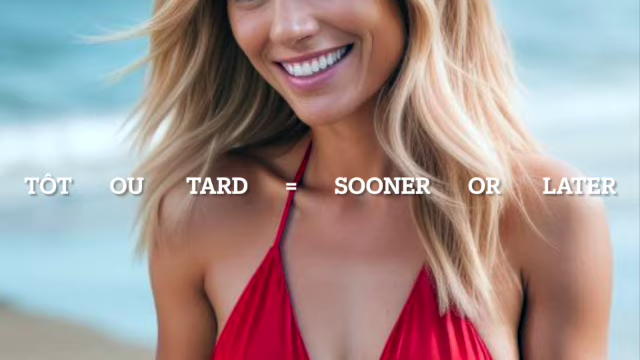 TÔT OU TARD = SOONER OR LATER